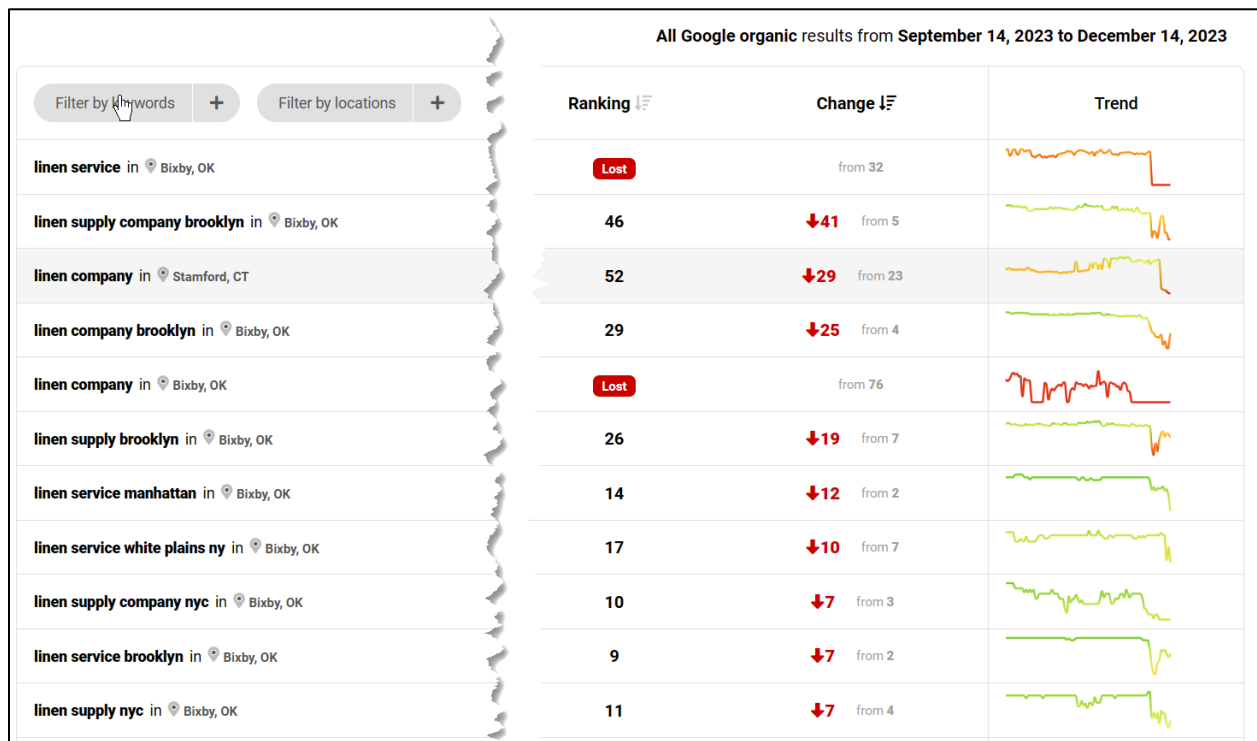 All Google organic results from September 14, 2023 to December 14, 2023
Filter by keywords + Filter by locations + Ranking Change Trend
linen service in Bixby, OK Lost from 32
linen supply company brooklyn in Bixby, OK 46 41 from 5
linen company in Stamford, CT 52 29 from 23
linen company brooklyn in Bixby, OK 29 25 from 4
linen company in Bixby, OK Lost from 76
linen supply brooklyn in Bixby, OK 26 19 from 7
linen service manhattan in Bixby, OK 14 12 from 2
linen service white plains ny in Bixby, OK 17 10 from 7
linen supply company nyc in Bixby, OK 10 7 from 3
linen service brooklyn in Bixby, OK 9 7 from 2
linen supply nyc in Bixby, OK 11 7 from 4